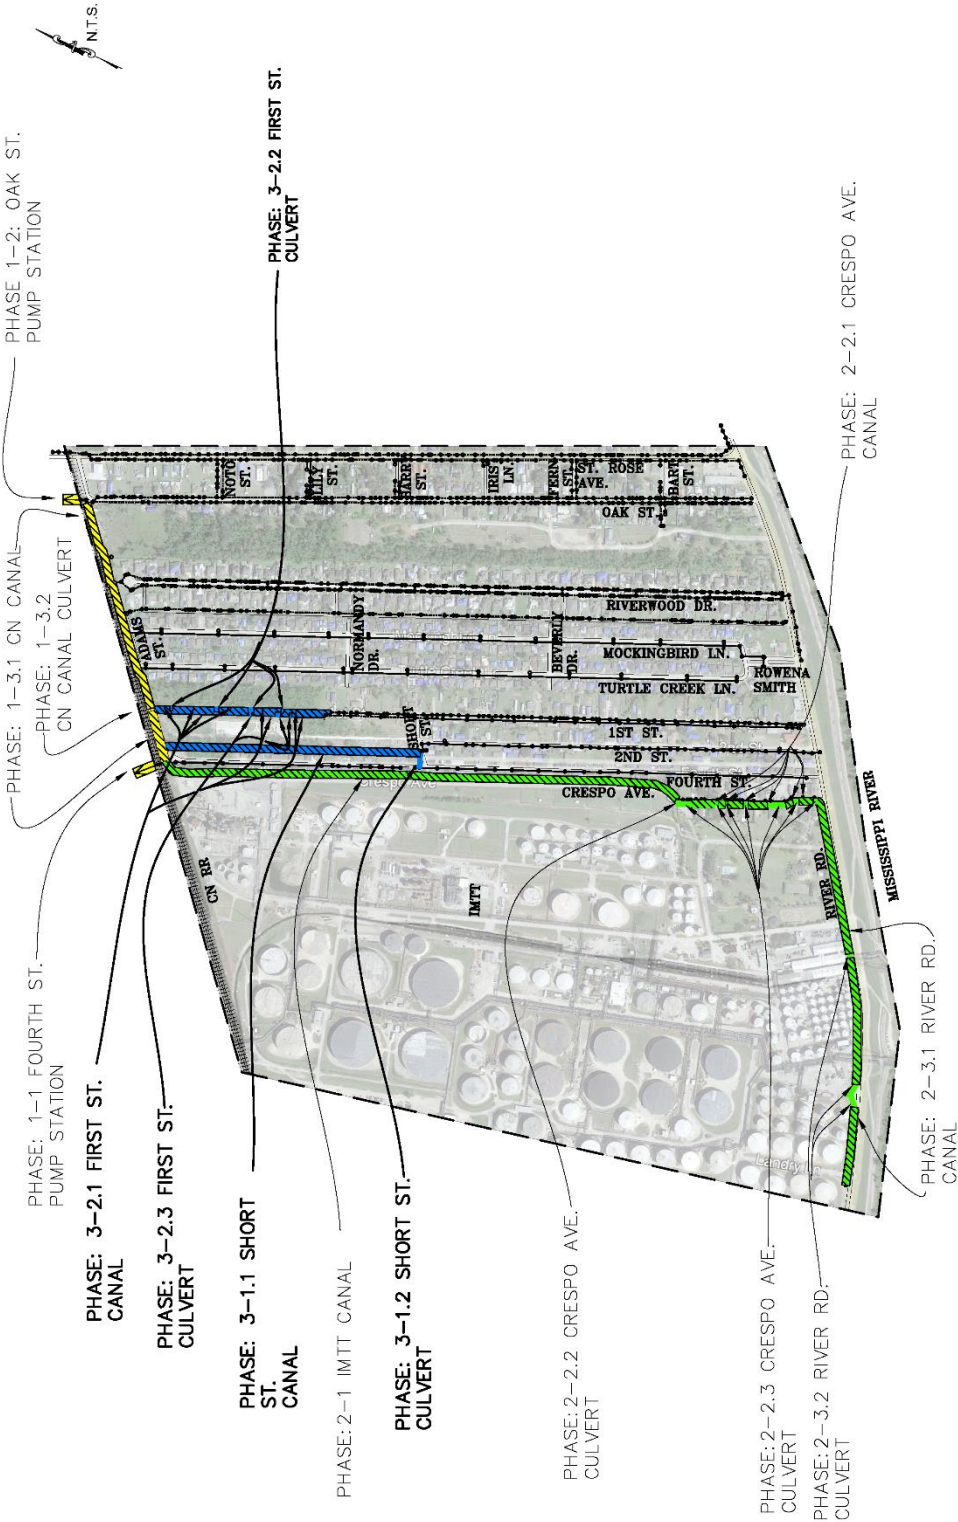 N.T.S.
PHASE 1-2: OAK ST.
PUMP STATION
PHASE: 1-3.1 CN CANAL
PHASE: 1-3.2
CN CANAL CULVERT
PHASE: 3-2.2 FIRST ST.
CULVERT
PHASE: 1-1 FOURTH ST.
PUMP STATION
PHASE: 3-2.1 FIRST ST.
CANAL
PHASE: 3-2.3 FIRST ST.
CULVERT
PHASE: 3-1.1 SHORT
ST.
CANAL
PHASE:2-1 IMTT CANAL
PHASE: 3-1.2 SHORT ST.
CULVERT
PHASE:2-2.2 CRESPO AVE.
CULVERT
PHASE:2-2.3 CRESPO AVE.
CULVERT
PHASE:2-3.2 RIVER RD.
CULVERT
PHASE: 2-3.1 RIVER RD.
CANAL
PHASE: 2-2.1 CRESPO AVE.
CANAL
NOTO
ST.
LILY
ST.
HARRY
ST.
IRIS
LN.
FERN
ST.
ST. ROSE
AVE.
BART
ST.
OAK ST.
RIVERWOOD DR.
ADAMS
ST.
NORMANDY
DR.
BEVERLY
DR.
MOCKINGBIRD LN.
ROWENA
SMITH
TURTLE CREEK LN.
SHORT
ST.
1ST ST.
2ND ST.
FOURTH ST.
CRESPO AVE.
Crespo Ave
CN RR
IMTT
RIVER RD.
MISSISSIPPI RIVER
Landry Ln